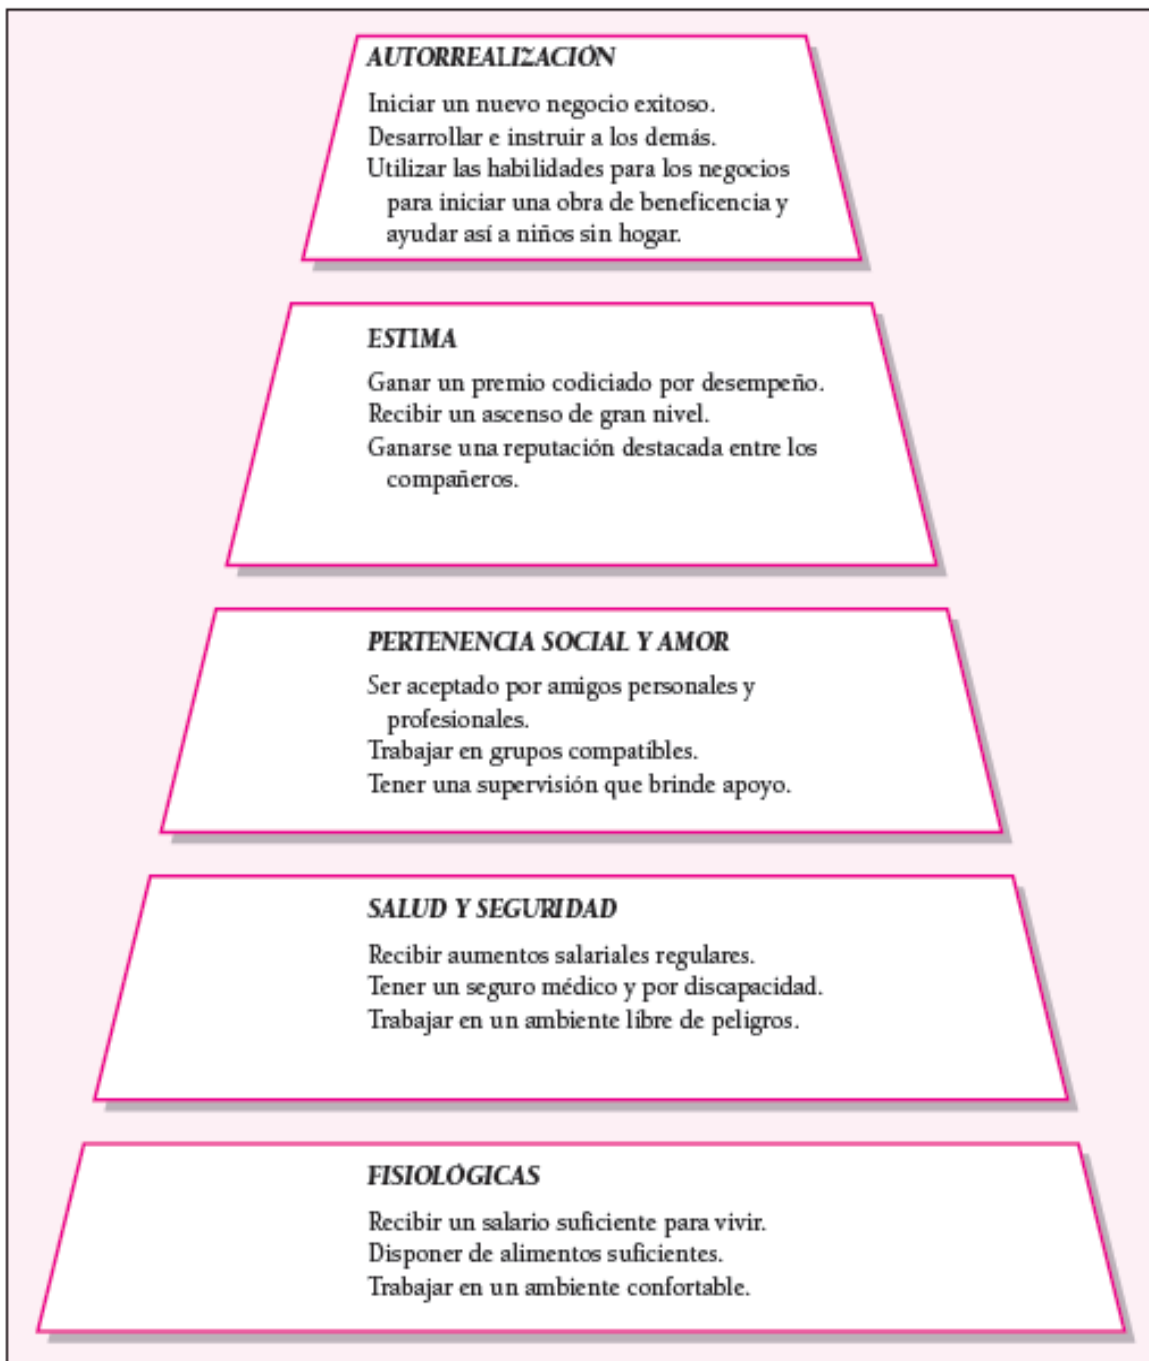 AUTORREALIZACIÓN
Iniciar un nuevo negocio exitoso.
Desarrollar e instruir a los demás.
Utilizar las habilidades para los negocios
para iniciar una obra de beneficencia y
ayudar así a niños sin hogar.
ESTIMA
Ganar un premio codiciado por desempeño.
Recibir un ascenso de gran nivel.
Ganarse una reputación destacada entre los
compañeros.
PERTENENCIA SOCIAL Y AMOR
Ser aceptado por amigos personales y
profesionales.
Trabajar en grupos compatibles.
Tener una supervisión que brinde apoyo.
SALUD Y SEGURIDAD
Recibir aumentos salariales regulares.
Tener un seguro médico y por discapacidad.
Trabajar en un ambiente libre de peligros.
FISIOLÓGICAS
Recibir un salario suficiente para vivir.
Disponer de alimentos suficientes.
Trabajar en un ambiente confortable.